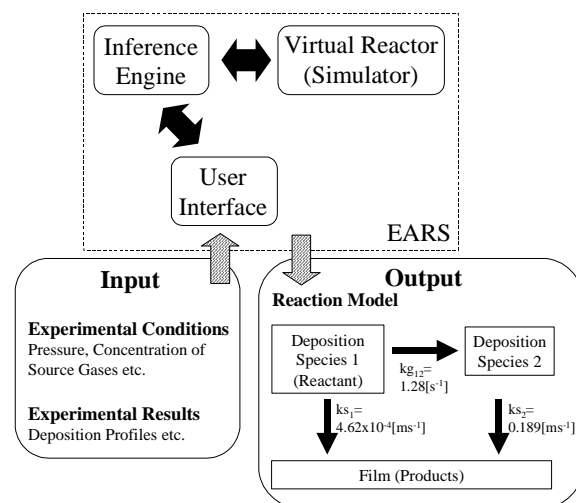 Inference
Engine
Virtual Reactor
(Simulator)
User
Interface
EARS
Input
Experimental Conditions
Pressure, Concentration of
Source Gases etc.
Experimental Results
Deposition Profiles etc.
Output
Reaction Model
Deposition
Species 1
(Reactant)
kg12=
1.28[s-1]
Deposition
Species 2
ks1=
4.62x10-4[ms-1]
ks2=
0.189[ms-1]
Film (Products)